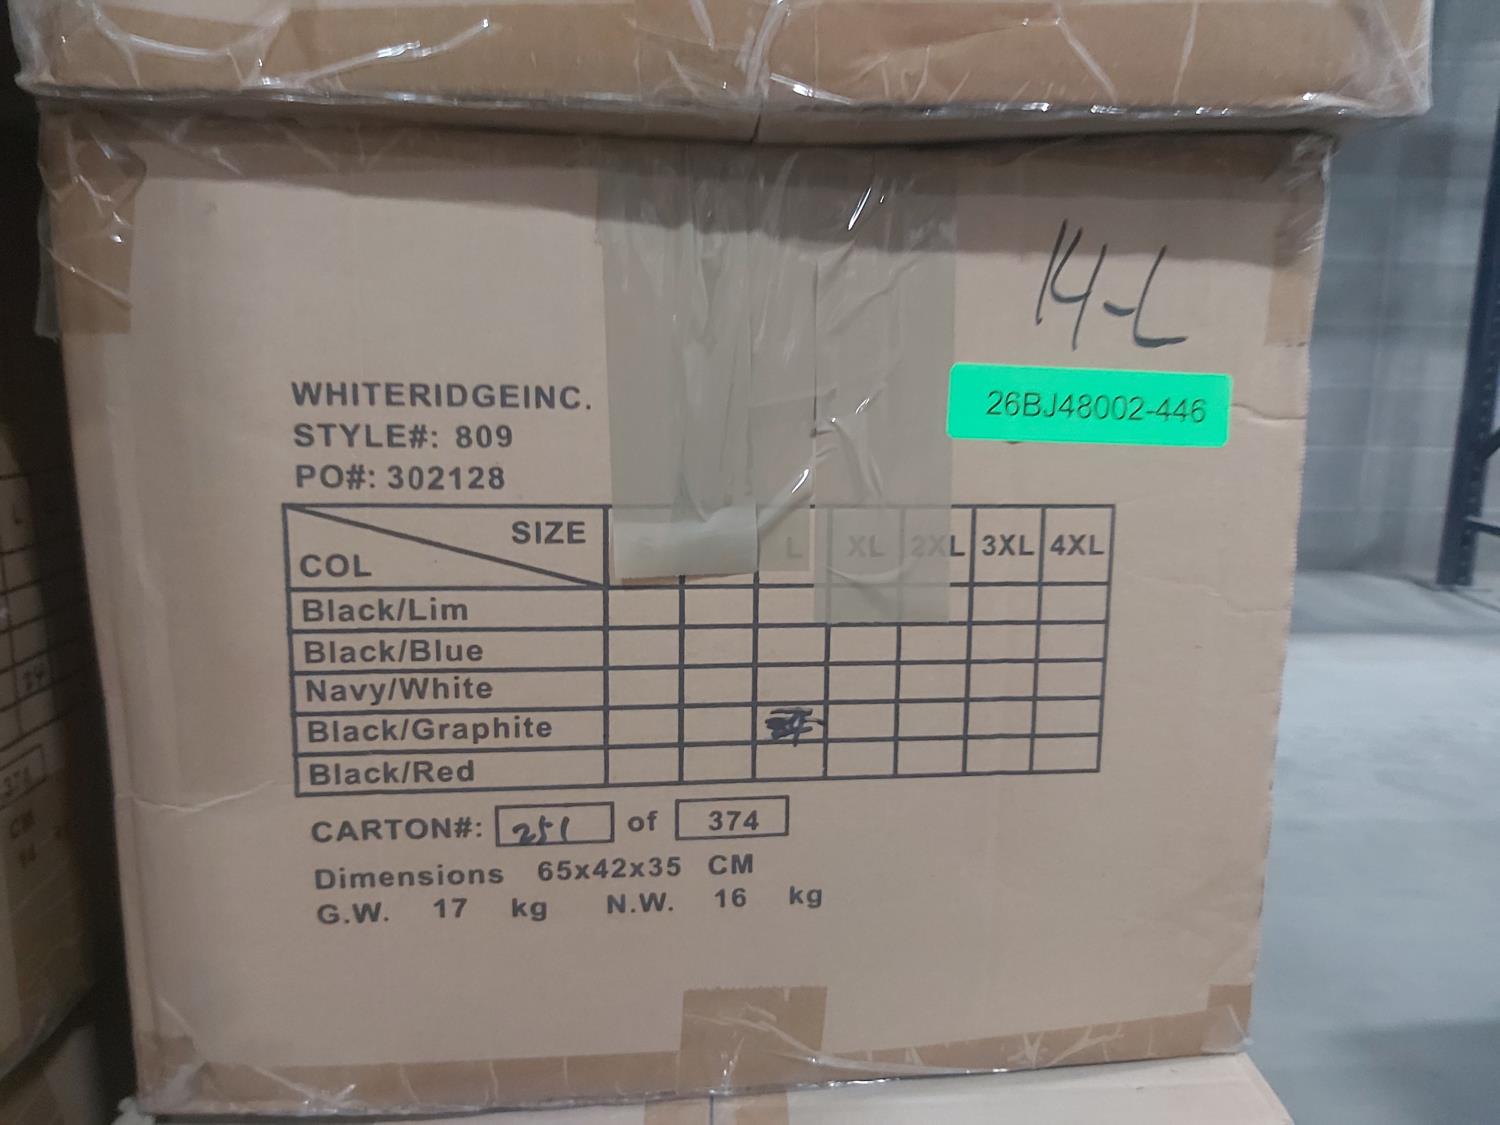 14-L
26BJ48002-446
WHITERIDGEINC.
STYLE#: 809
PO#: 302128
SIZE
COL
S L XL 2XL 3XL 4XL
Black/Lim
Black/Blue
Navy/White
Black/Graphite
Black/Red
CARTON#: 251 of 374
Dimensions 65x42x35 CM
G.W. 17 kg N.W. 16 kg